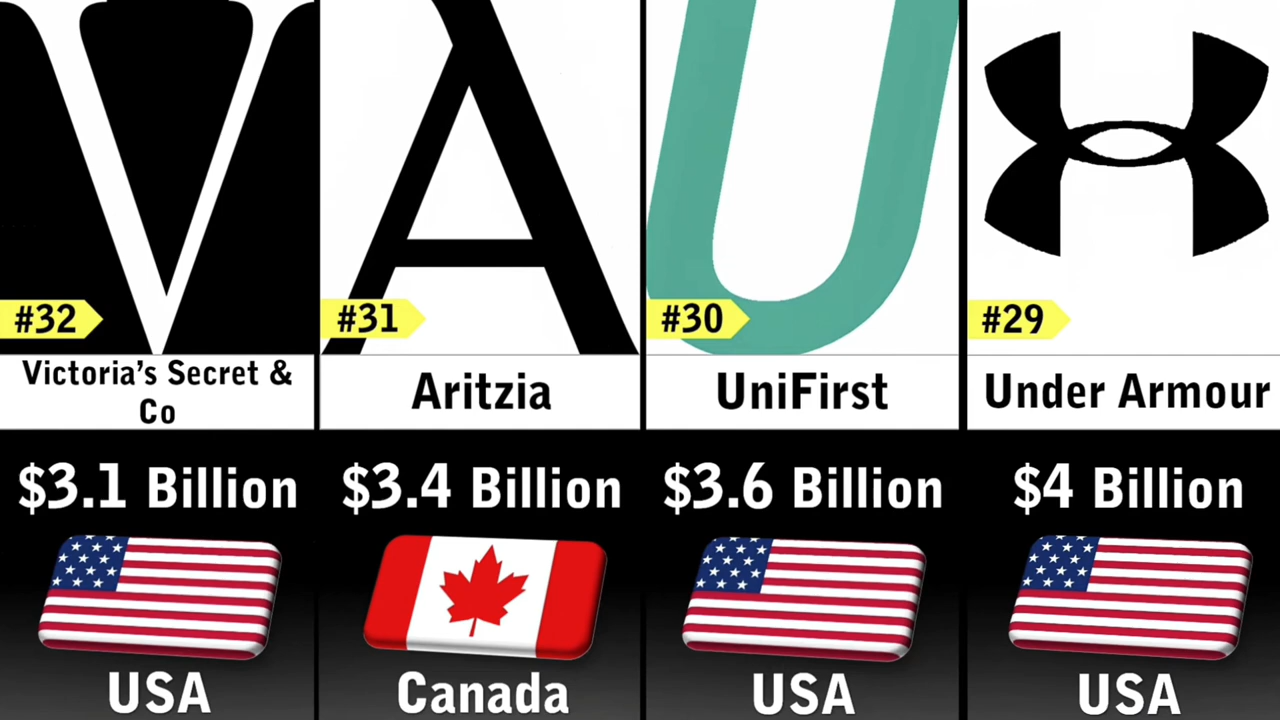 #32
Victoria's Secret &
Co
$3.1 Billion
USA
#31
Aritzia
$3.4 Billion
Canada
#30
UniFirst
$3.6 Billion
USA
#29
Under Armour
$4 Billion
USA